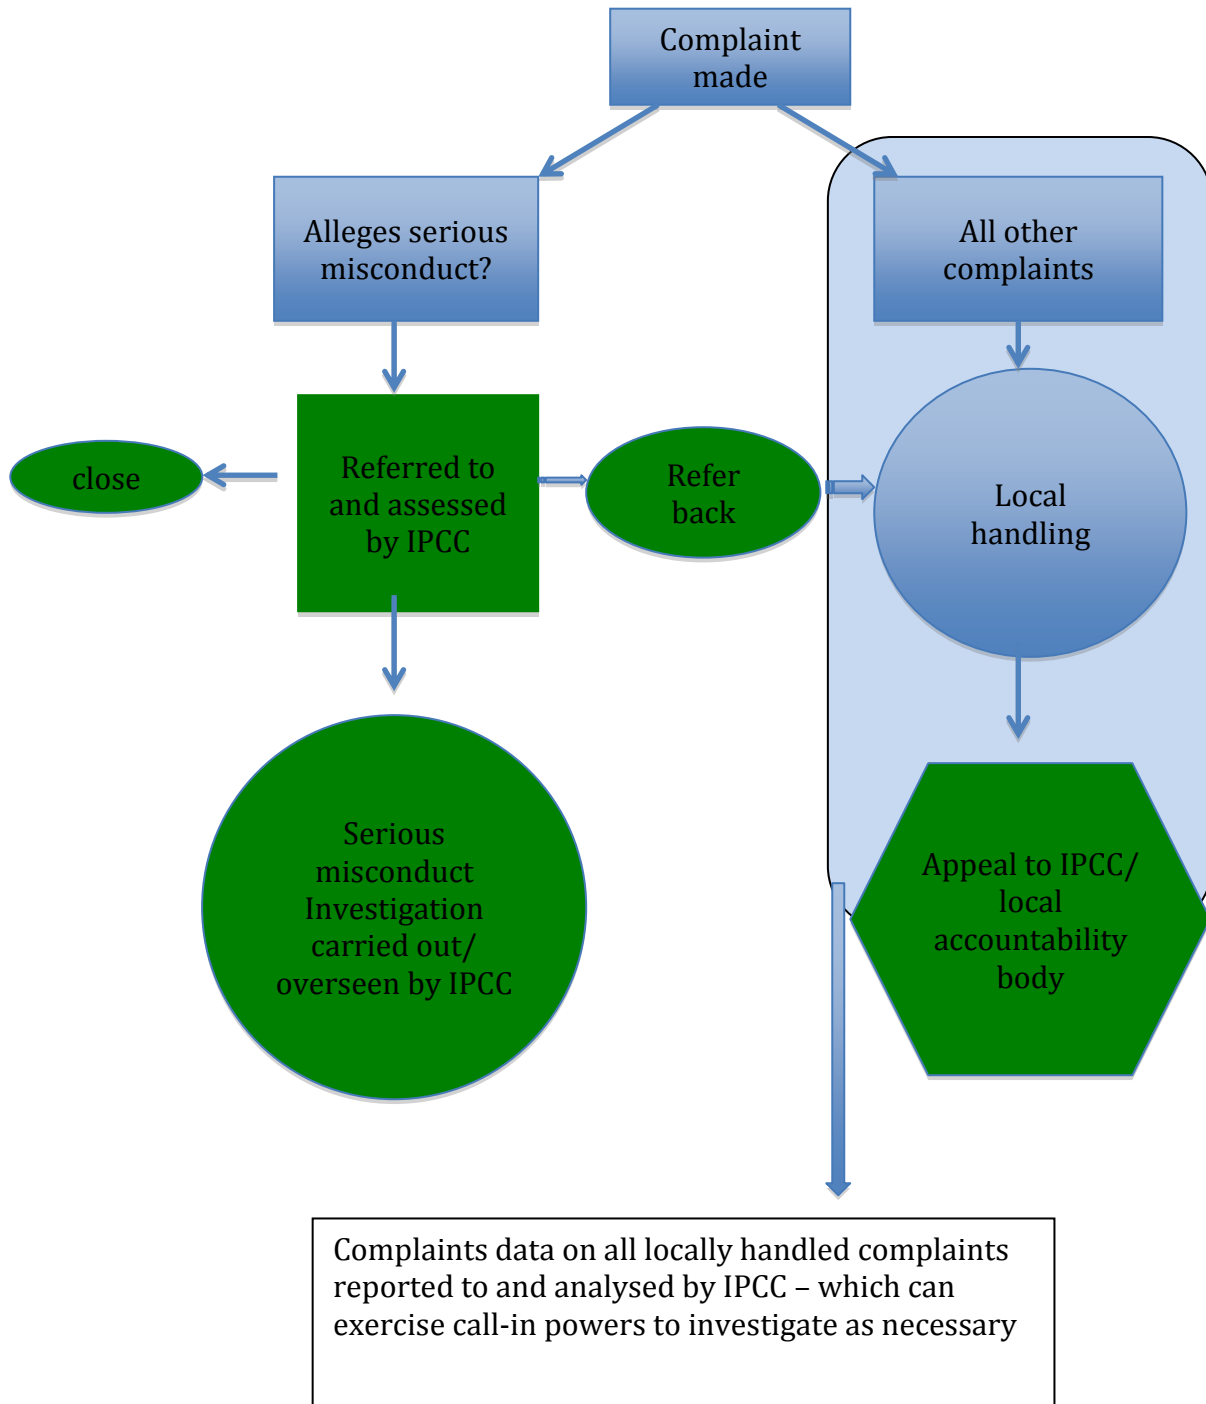 Complaint
made
Alleges serious
misconduct?
All other
complaints
close
Referred to
and assessed
by IPCC
Refer
back
Local
handling
Serious
misconduct
Investigation
carried out/
overseen by IPCC
Appeal to IPCC/
local
accountability
body
Complaints data on all locally handled complaints
reported to and analysed by IPCC – which can
exercise call-in powers to investigate as necessary